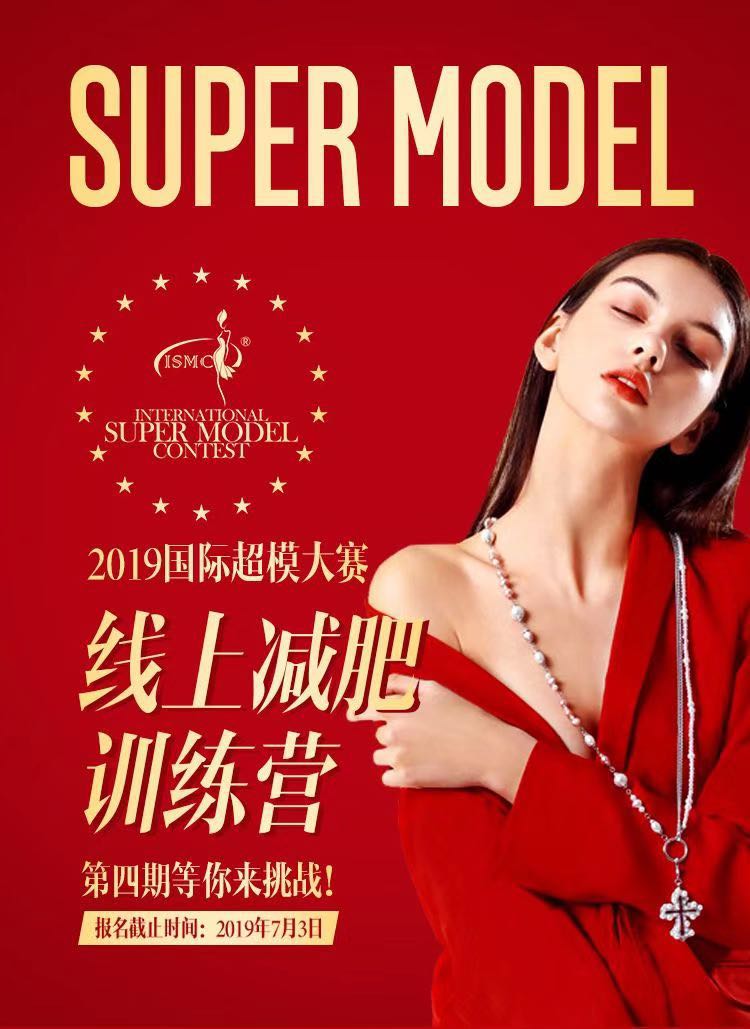 SUPER MODEL
ISMC®
INTERNATIONAL
SUPER MODEL
CONTEST
2019国际超模大赛
线上减肥
训练营
第四期等你来挑战!
报名截止时间：2019年7月3日